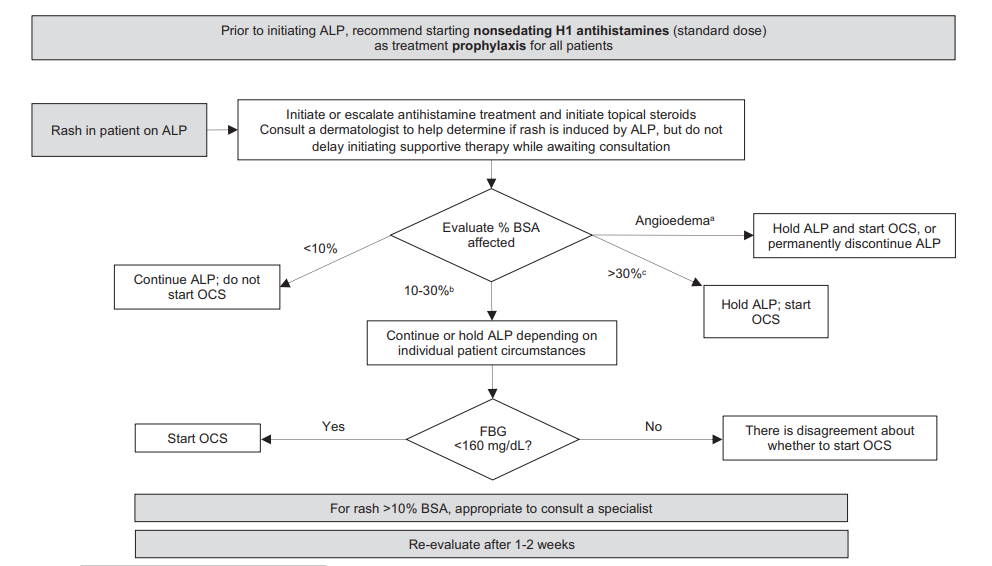 Prior to initiating ALP, recommend starting nonsedating H1 antihistamines (standard dose)
as treatment prophylaxis for all patients
Rash in patient on ALP
Initiate or escalate antihistamine treatment and initiate topical steroids
Consult a dermatologist to help determine if rash is induced by ALP, but do not
delay initiating supportive therapy while awaiting consultation
Evaluate % BSA
affected
Angioedemaᵃ
Hold ALP and start OCS, or
permanently discontinue ALP
<10%
Continue ALP; do not
start OCS
10-30%ᵇ
>30%ᶜ
Hold ALP; start
OCS
Continue or hold ALP depending on
individual patient circumstances
FBG
<160 mg/dL?
Yes
Start OCS
No
There is disagreement about
whether to start OCS
For rash >10% BSA, appropriate to consult a specialist
Re-evaluate after 1-2 weeks